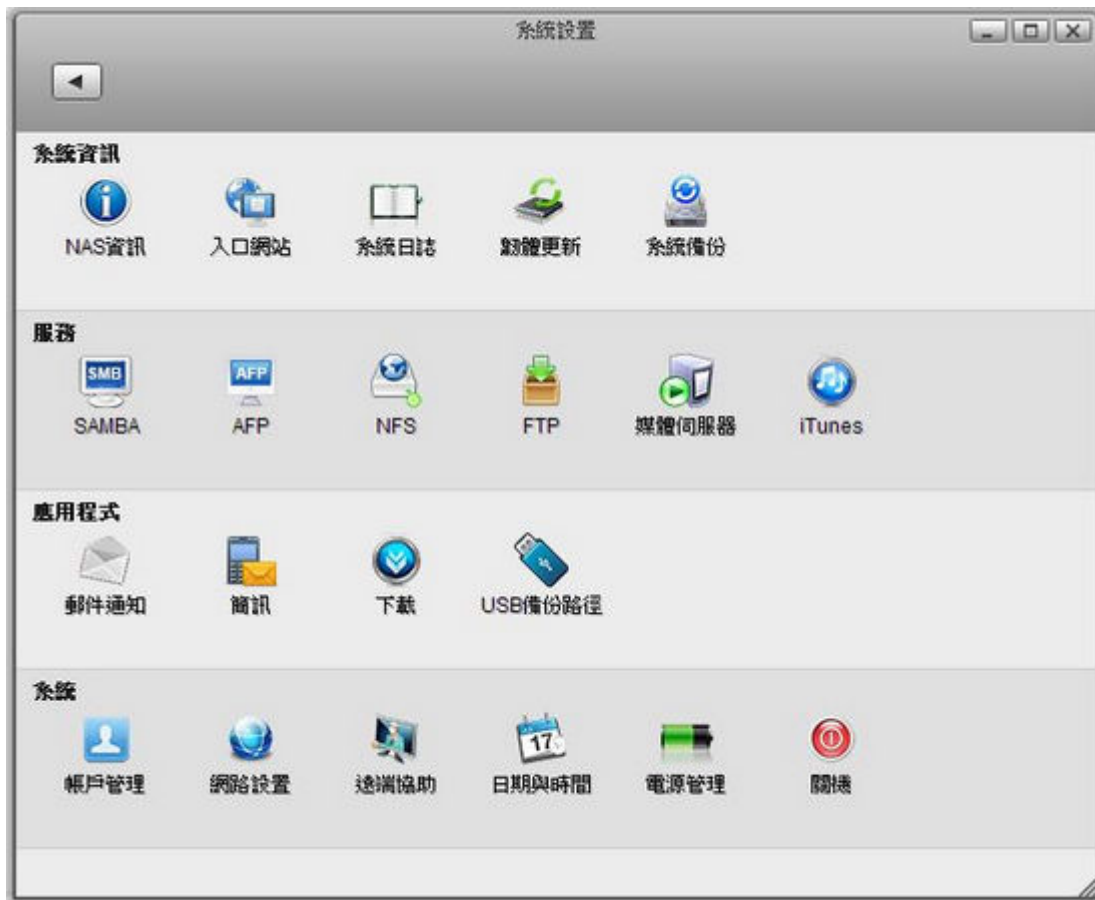 系統設置
系統資訊
NAS資訊 入口網站 系統日誌 韌體更新 系統備份
服務
SMB AFP
SAMBA AFP NFS FTP 媒體伺服器 iTunes
應用程式
郵件通知 簡訊 下載 USB備份路徑
系統
17
帳戶管理 網路設置 遠端協助 日期與時間 電源管理 關機